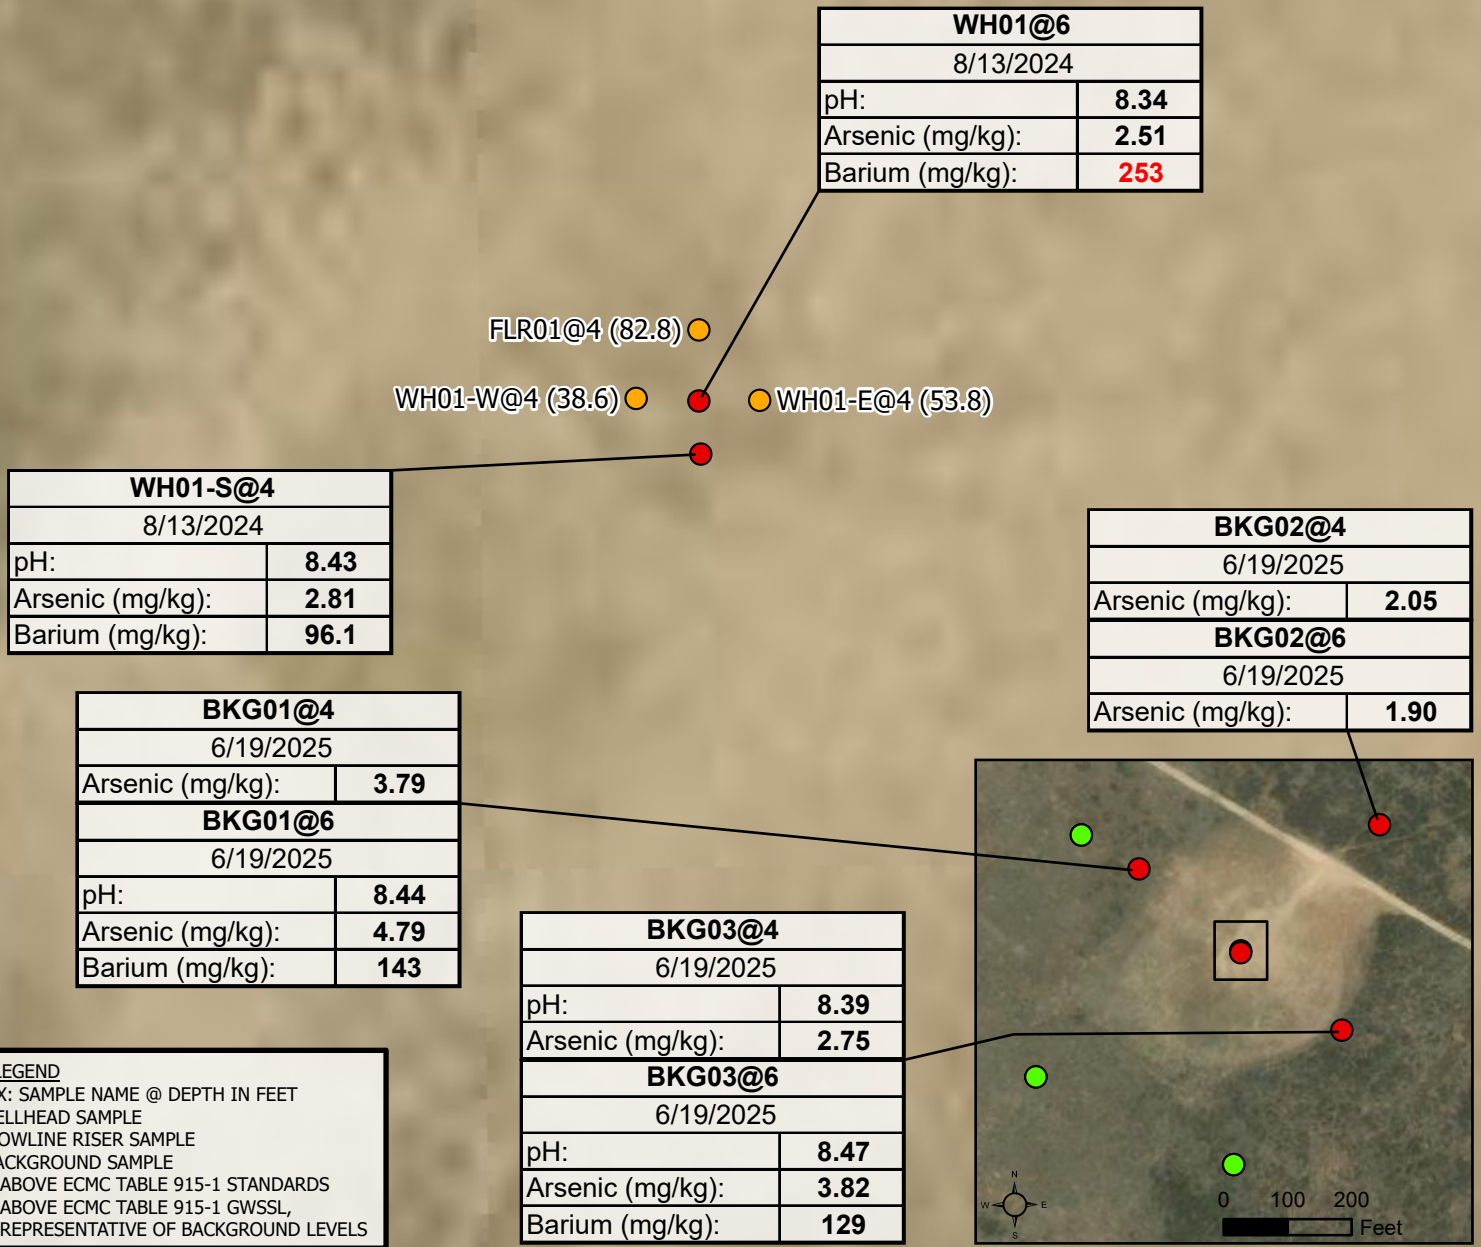 WH01@6
8/13/2024
pH: 8.34
Arsenic (mg/kg): 2.51
Barium (mg/kg): 253
FLR01@4 (82.8)
WH01-W@4 (38.6)
WH01-E@4 (53.8)
WH01-S@4
8/13/2024
pH: 8.43
Arsenic (mg/kg): 2.81
Barium (mg/kg): 96.1
BKG02@4
6/19/2025
Arsenic (mg/kg): 2.05
BKG02@6
6/19/2025
Arsenic (mg/kg): 1.90
BKG01@4
6/19/2025
Arsenic (mg/kg): 3.79
BKG01@6
6/19/2025
pH: 8.44
Arsenic (mg/kg): 4.79
Barium (mg/kg): 143
BKG03@4
6/19/2025
pH: 8.39
Arsenic (mg/kg): 2.75
BKG03@6
6/19/2025
pH: 8.47
Arsenic (mg/kg): 3.82
Barium (mg/kg): 129
LEGEND
X: SAMPLE NAME @ DEPTH IN FEET
ELLHEAD SAMPLE
OWLINE RISER SAMPLE
ACKGROUND SAMPLE
ABOVE ECMC TABLE 915-1 STANDARDS
ABOVE ECMC TABLE 915-1 GWSSL,
REPRESENTATIVE OF BACKGROUND LEVELS
N
W E
S
0 100 200
Feet